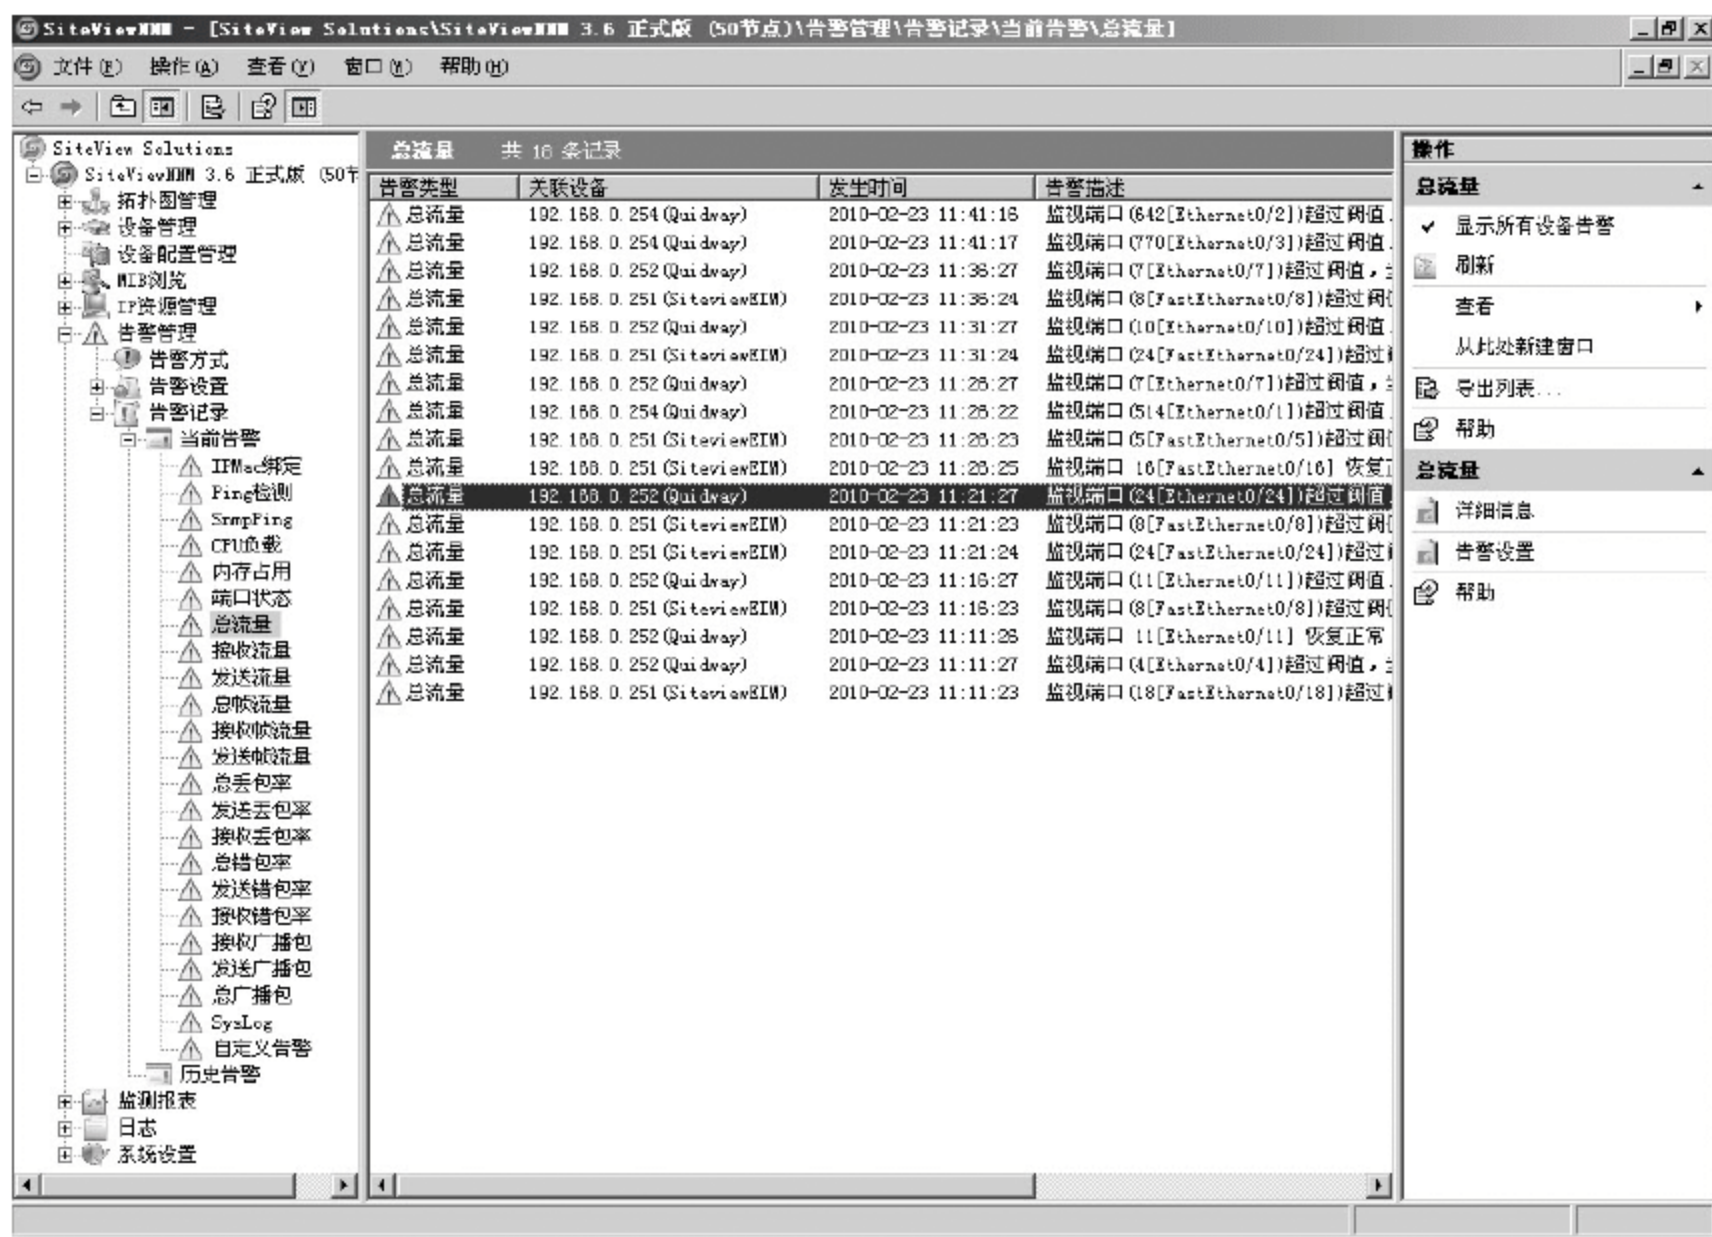 SiteViewNNM - [SiteView Solutions\SiteViewNNM 3.6 正式版 (50节点)\告警管理\告警记录\当前告警\总流量]
文件(F) 操作(A) 查看(V) 窗口(W) 帮助(H)
SiteView Solutions
SiteViewNNM 3.6 正式版 (50节
拓扑图管理
设备管理
设备配置管理
MIB浏览
IP资源管理
告警管理
告警方式
告警设置
告警记录
当前告警
IPMac绑定
Ping检测
SnmpPing
CPU负载
内存占用
端口状态
总流量
接收流量
发送流量
总帧流量
接收帧流量
发送帧流量
总丢包率
发送丢包率
接收丢包率
总错包率
发送错包率
接收错包率
接收广播包
发送广播包
总广播包
SysLog
自定义告警
历史告警
监测报表
日志
系统设置
总流量 共 18 条记录
告警类型 关联设备 发生时间 告警描述
总流量 192.168.0.254(Quidway) 2010-02-23 11:41:16 监视端口(642[Ethernet0/2])超过阀值
总流量 192.168.0.254(Quidway) 2010-02-23 11:41:17 监视端口(770[Ethernet0/3])超过阀值
总流量 192.168.0.252(Quidway) 2010-02-23 11:36:27 监视端口(7[Ethernet0/7])超过阀值，
总流量 192.168.0.251(SiteviewEIM) 2010-02-23 11:36:24 监视端口(8[FastEthernet0/8])超过阀
总流量 192.168.0.252(Quidway) 2010-02-23 11:31:27 监视端口(10[Ethernet0/10])超过阀值
总流量 192.168.0.251(SiteviewEIM) 2010-02-23 11:31:24 监视端口(24[FastEthernet0/24])超过
总流量 192.168.0.252(Quidway) 2010-02-23 11:26:27 监视端口(7[Ethernet0/7])超过阀值，
总流量 192.168.0.254(Quidway) 2010-02-23 11:26:22 监视端口(514[Ethernet0/1])超过阀值
总流量 192.168.0.251(SiteviewEIM) 2010-02-23 11:26:23 监视端口(5[FastEthernet0/5])超过阀
总流量 192.168.0.251(SiteviewEIM) 2010-02-23 11:26:25 监视端口 16[FastEthernet0/16] 恢复
总流量 192.168.0.252(Quidway) 2010-02-23 11:21:27 监视端口(24[Ethernet0/24])超过阀值
总流量 192.168.0.251(SiteviewEIM) 2010-02-23 11:21:23 监视端口(8[FastEthernet0/8])超过阀
总流量 192.168.0.251(SiteviewEIM) 2010-02-23 11:21:24 监视端口(24[FastEthernet0/24])超过
总流量 192.168.0.252(Quidway) 2010-02-23 11:16:27 监视端口(11[Ethernet0/11])超过阀值
总流量 192.168.0.251(SiteviewEIM) 2010-02-23 11:16:23 监视端口(8[FastEthernet0/8])超过阀
总流量 192.168.0.252(Quidway) 2010-02-23 11:11:26 监视端口 11[Ethernet0/11] 恢复正常
总流量 192.168.0.252(Quidway) 2010-02-23 11:11:27 监视端口(4[Ethernet0/4])超过阀值，
总流量 192.168.0.251(SiteviewEIM) 2010-02-23 11:11:23 监视端口(18[FastEthernet0/18])超过
操作
总流量
显示所有设备告警
刷新
查看
从此处新建窗口
导出列表...
帮助
总流量
详细信息
告警设置
帮助